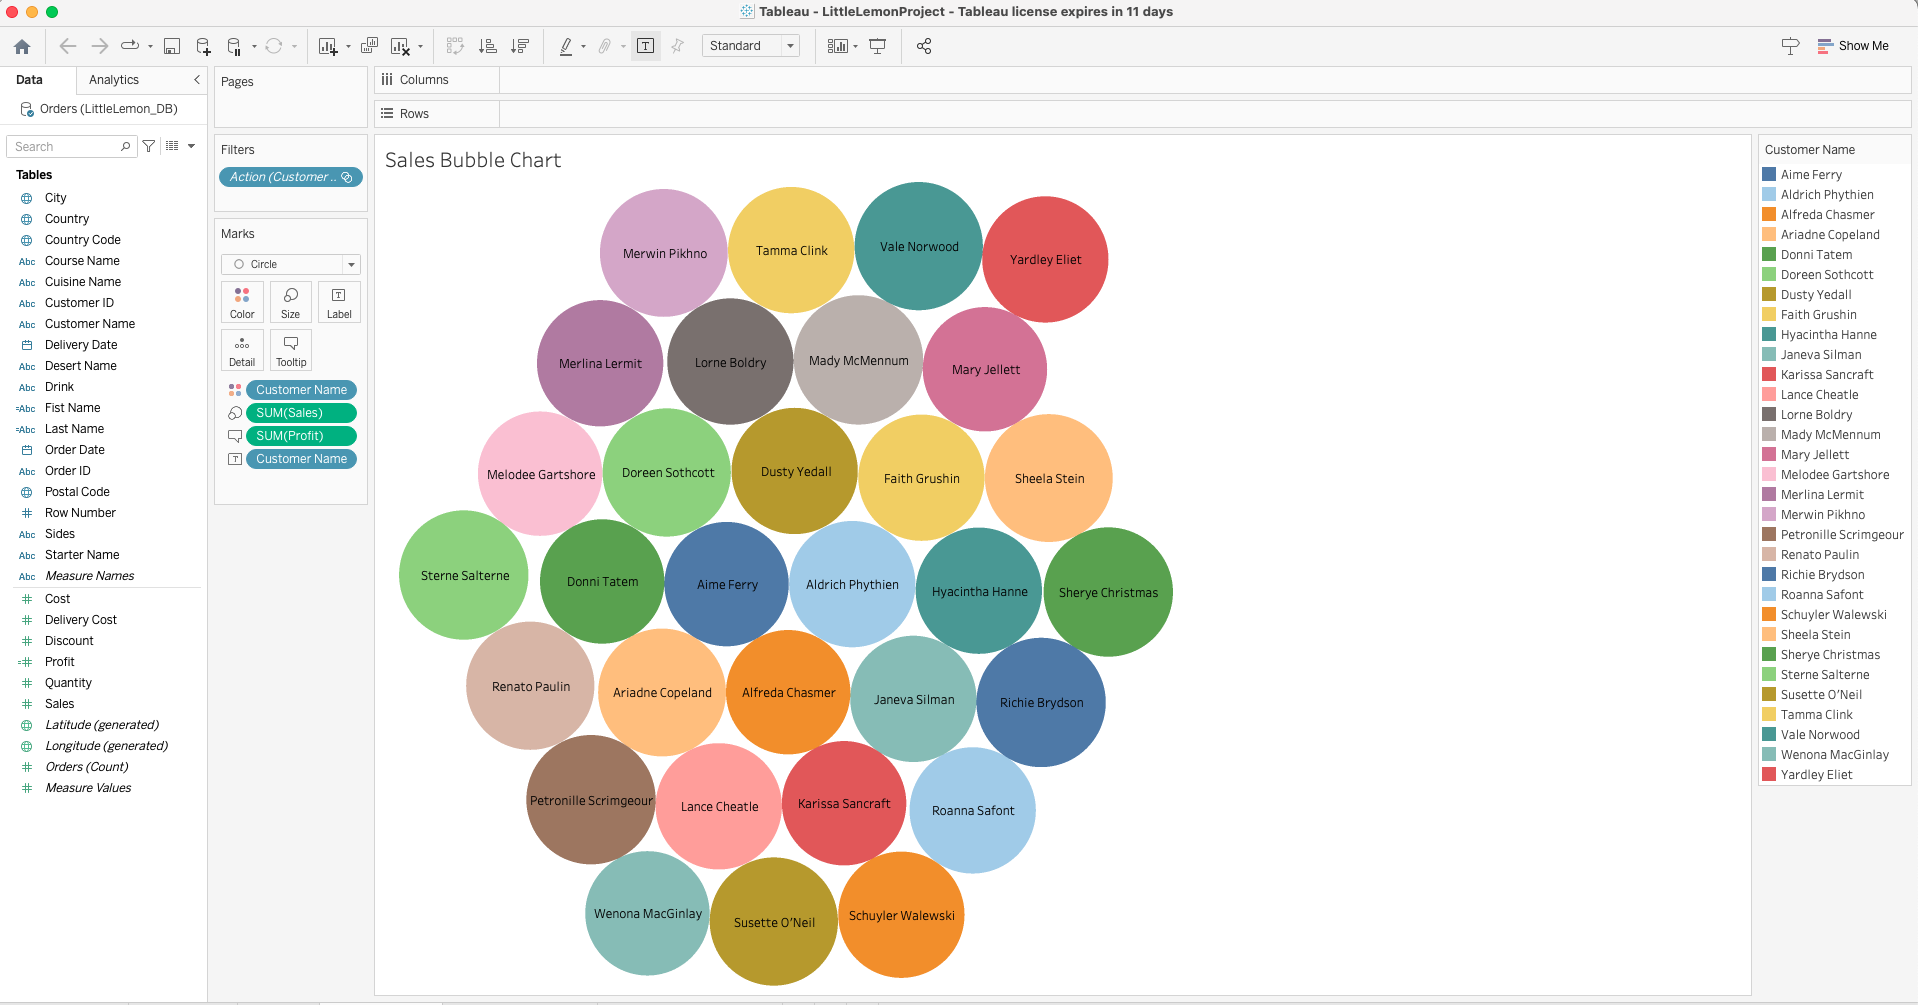 Tableau - LittleLemonProject - Tableau license expires in 11 days
Standard
Show Me
Data
Analytics
Orders (LittleLemon_DB)
Search
Tables
City
Country
Country Code
Abc Course Name
Abc Cuisine Name
Abc Customer ID
Abc Customer Name
Delivery Date
Abc Desert Name
Abc Drink
=Abc Fist Name
=Abc Last Name
Order Date
Abc Order ID
Postal Code
# Row Number
Abc Sides
Abc Starter Name
Abc Measure Names
# Cost
# Delivery Cost
# Discount
=# Profit
# Quantity
# Sales
Latitude (generated)
Longitude (generated)
# Orders (Count)
# Measure Values
Pages
Filters
Action (Customer ..
Marks
Circle
Color
Size
T
Label
Detail
Tooltip
Customer Name
SUM(Sales)
SUM(Profit)
T Customer Name
Columns
Rows
Sales Bubble Chart
Merwin Pikhno
Tamma Clink
Vale Norwood
Yardley Eliet
Merlina Lermit
Lorne Boldry
Mady McMennum
Mary Jellett
Melodee Gartshore
Doreen Sothcott
Dusty Yedall
Faith Grushin
Sheela Stein
Sterne Salterne
Donni Tatem
Aime Ferry
Aldrich Phythien
Hyacintha Hanne
Sherye Christmas
Renato Paulin
Ariadne Copeland
Alfreda Chasmer
Janeva Silman
Richie Brydson
Petronille Scrimgeour
Lance Cheatle
Karissa Sancraft
Roanna Safont
Wenona MacGinlay
Susette O’Neil
Schuyler Walewski
Customer Name
Aime Ferry
Aldrich Phythien
Alfreda Chasmer
Ariadne Copeland
Donni Tatem
Doreen Sothcott
Dusty Yedall
Faith Grushin
Hyacintha Hanne
Janeva Silman
Karissa Sancraft
Lance Cheatle
Lorne Boldry
Mady McMennum
Mary Jellett
Melodee Gartshore
Merlina Lermit
Merwin Pikhno
Petronille Scrimgeour
Renato Paulin
Richie Brydson
Roanna Safont
Schuyler Walewski
Sheela Stein
Sherye Christmas
Sterne Salterne
Susette O’Neil
Tamma Clink
Vale Norwood
Wenona MacGinlay
Yardley Eliet